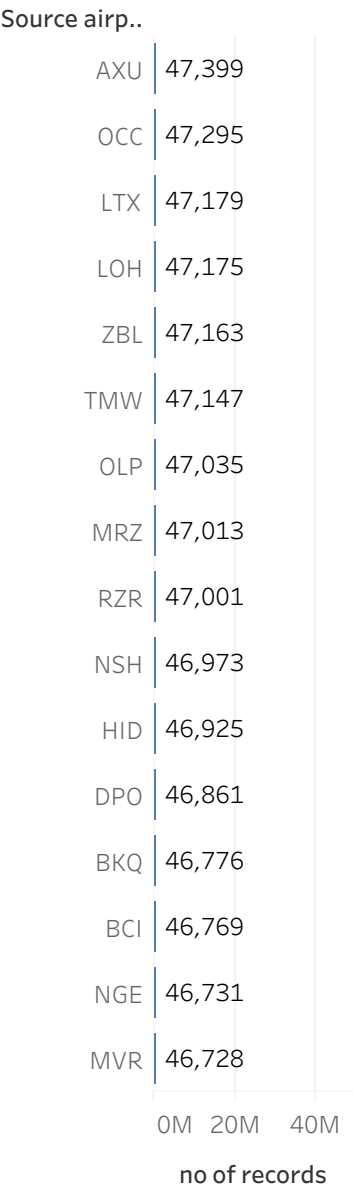 Source airp..
AXU 47,399
OCC 47,295
LTX 47,179
LOH 47,175
ZBL 47,163
TMW 47,147
OLP 47,035
MRZ 47,013
RZR 47,001
NSH 46,973
HID 46,925
DPO 46,861
BKQ 46,776
BCI 46,769
NGE 46,731
MVR 46,728
0M 20M 40M
no of records